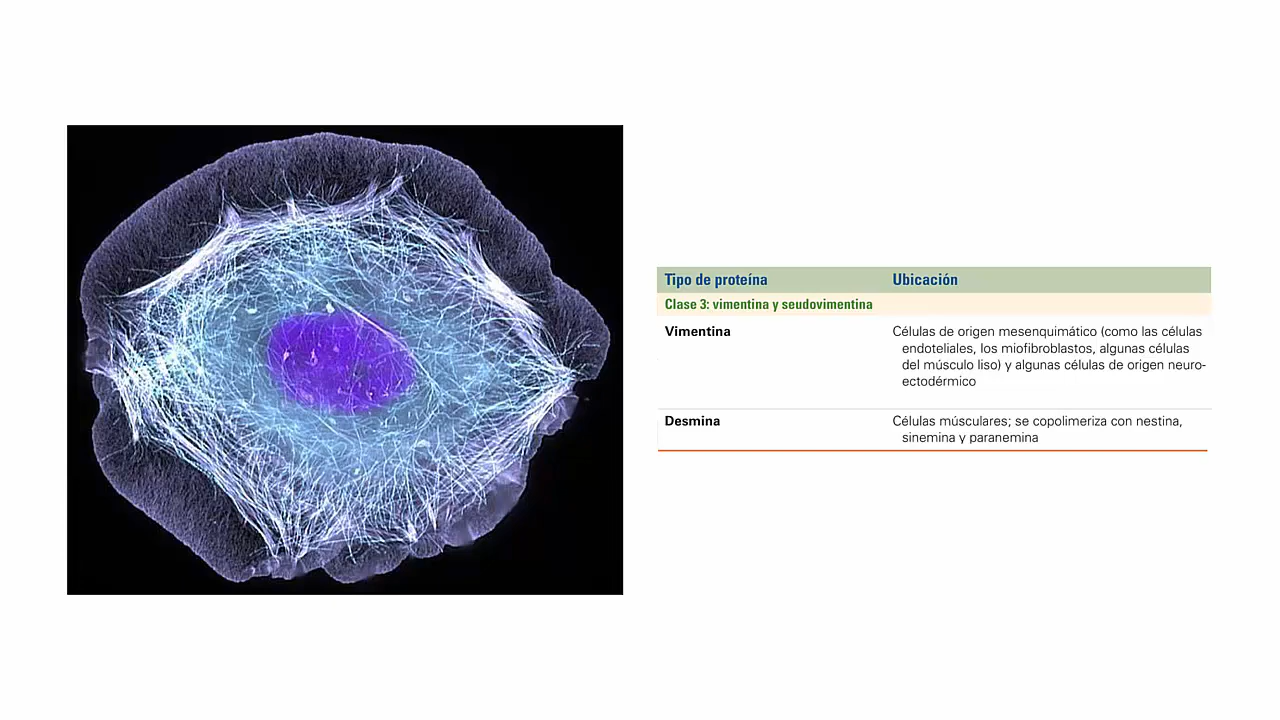 Tipo de proteína Ubicación
Clase 3: vimentina y seudovimentina
Vimentina Células de origen mesenquimático (como las células
endoteliales, los miofibroblastos, algunas células
del músculo liso) y algunas células de origen neuro-
ectodérmico
Desmina Células músculares; se copolimeriza con nestina,
sinemina y paranemina